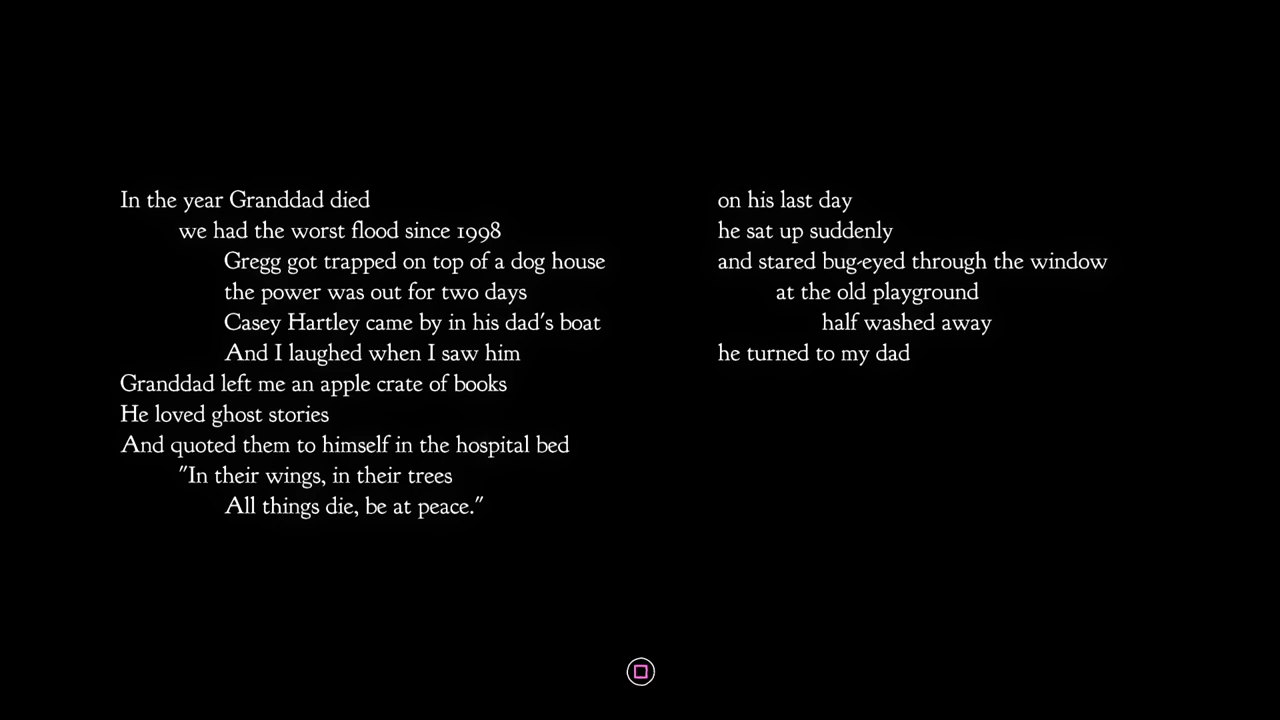 In the year Granddad died
we had the worst flood since 1998
Gregg got trapped on top of a dog house
the power was out for two days
Casey Hartley came by in his dad's boat
And I laughed when I saw him
Granddad left me an apple crate of books
He loved ghost stories
And quoted them to himself in the hospital bed
"In their wings, in their trees
All things die, be at peace."
on his last day
he sat up suddenly
and stared bug-eyed through the window
at the old playground
half washed away
he turned to my dad